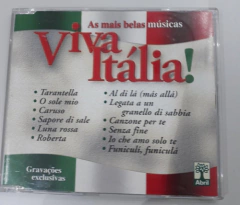 As mais belas músicas
Viva
Itália!
• Tarantella
• O sole mio
• Caruso
• Sapore di sale
• Luna rossa
• Roberta
• Al di lá (más allá)
• Legata a un
granello di sabbia
• Canzone per te
• Senza fine
• Io che amo solo te
• Funiculì, funiculà
Gravações
exclusivas
Abril